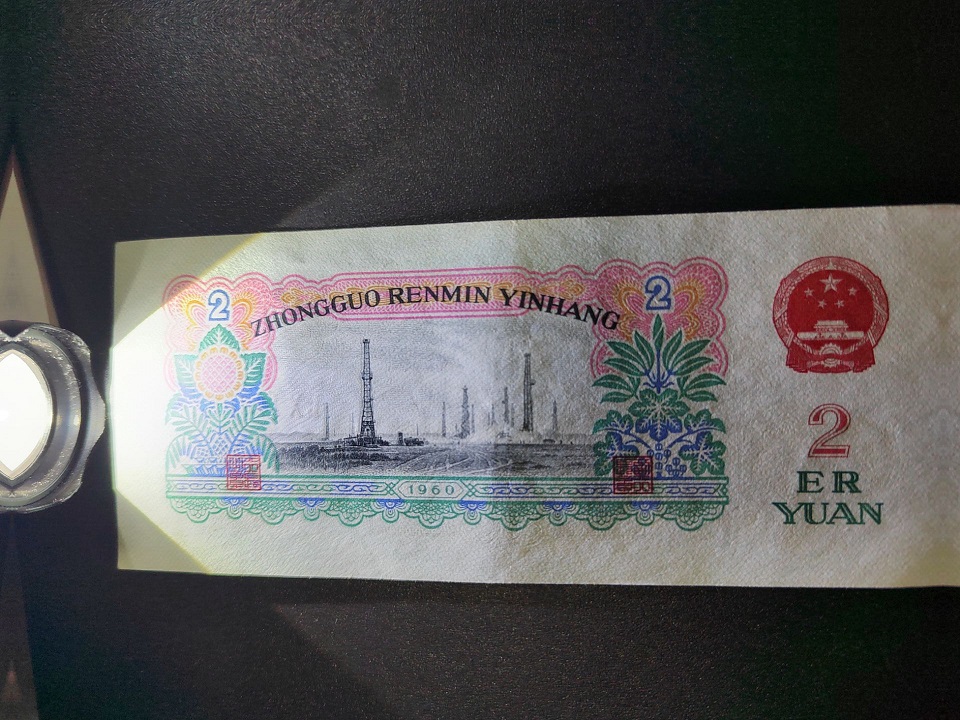 2
2
ZHONGGUO RENMIN YINHANG
1960
2
ER
YUAN